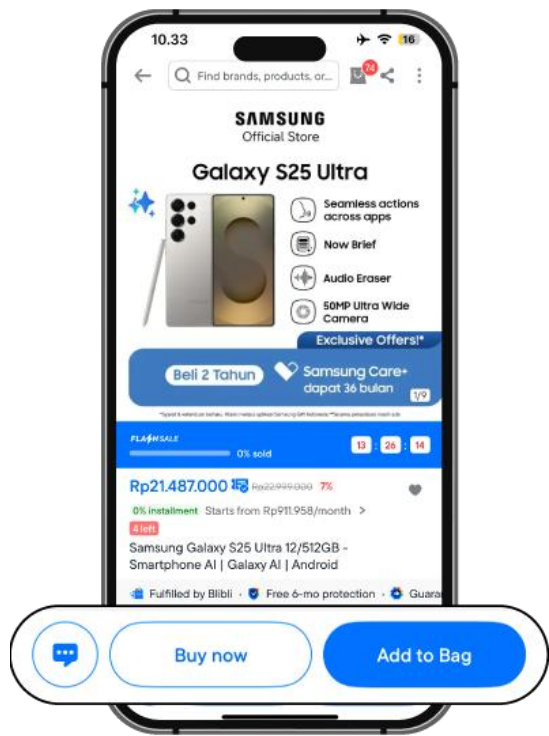 10.33
16
Find brands, products, or...
74
SAMSUNG
Official Store
Galaxy S25 Ultra
Seamless actions
across apps
Now Brief
Audio Eraser
50MP Ultra Wide
Camera
Exclusive Offers!*
Beli 2 Tahun
Samsung Care+
dapat 36 bulan
1/9
FLASH SALE
0% sold
13 : 26 : 14
Rp21.487.000 Rp22.999.000 7%
0% installment Starts from Rp911.958/month >
4 left
Samsung Galaxy S25 Ultra 12/512GB -
Smartphone AI | Galaxy AI | Android
Fulfilled by Blibli · Free 6-mo protection · Guara
Buy now
Add to Bag